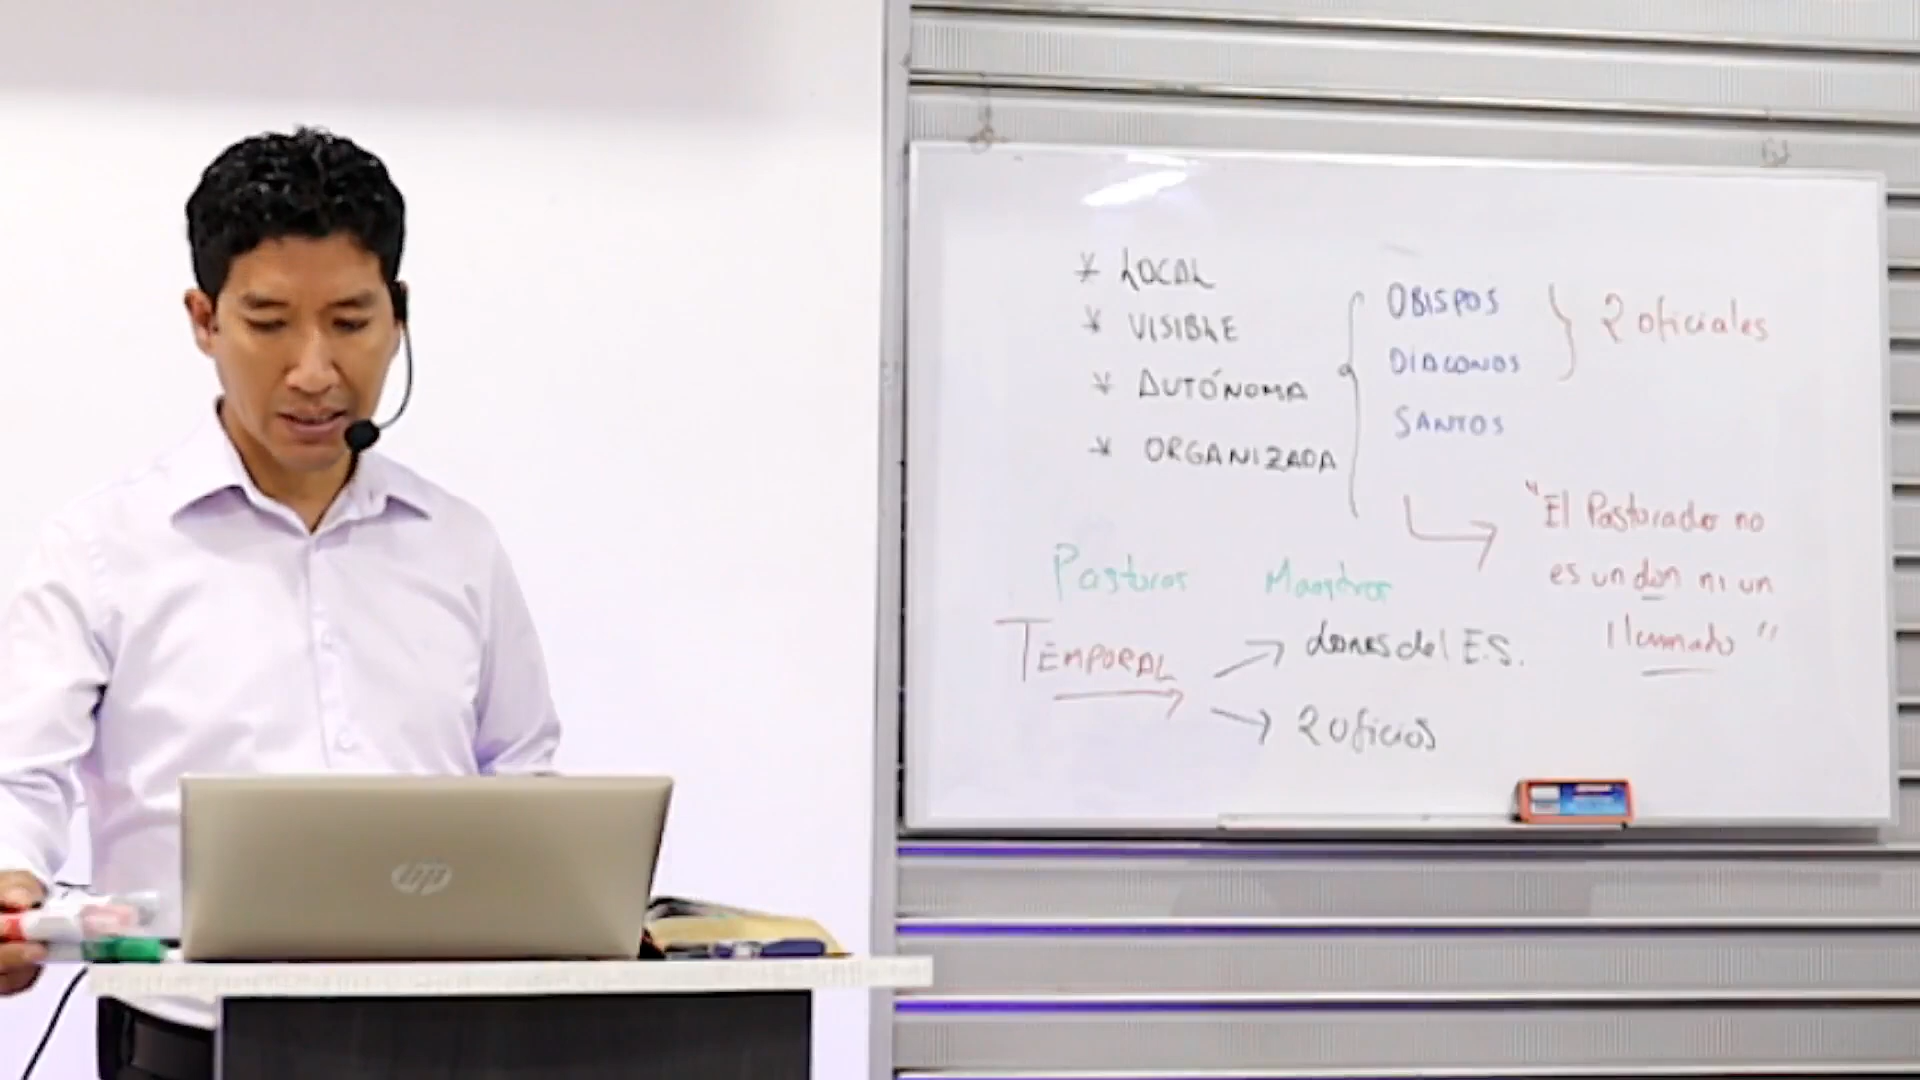 * LOCAL
* VISIBLE
* AUTÓNOMA
* ORGANIZADA
OBISPOS
DIACONOS
SANTOS
2 oficiales
"El Pastorado no
es un don ni un
llamado"
Pastores Maestros
TEMPORAL
dones del E.S.
2 oficios
hp